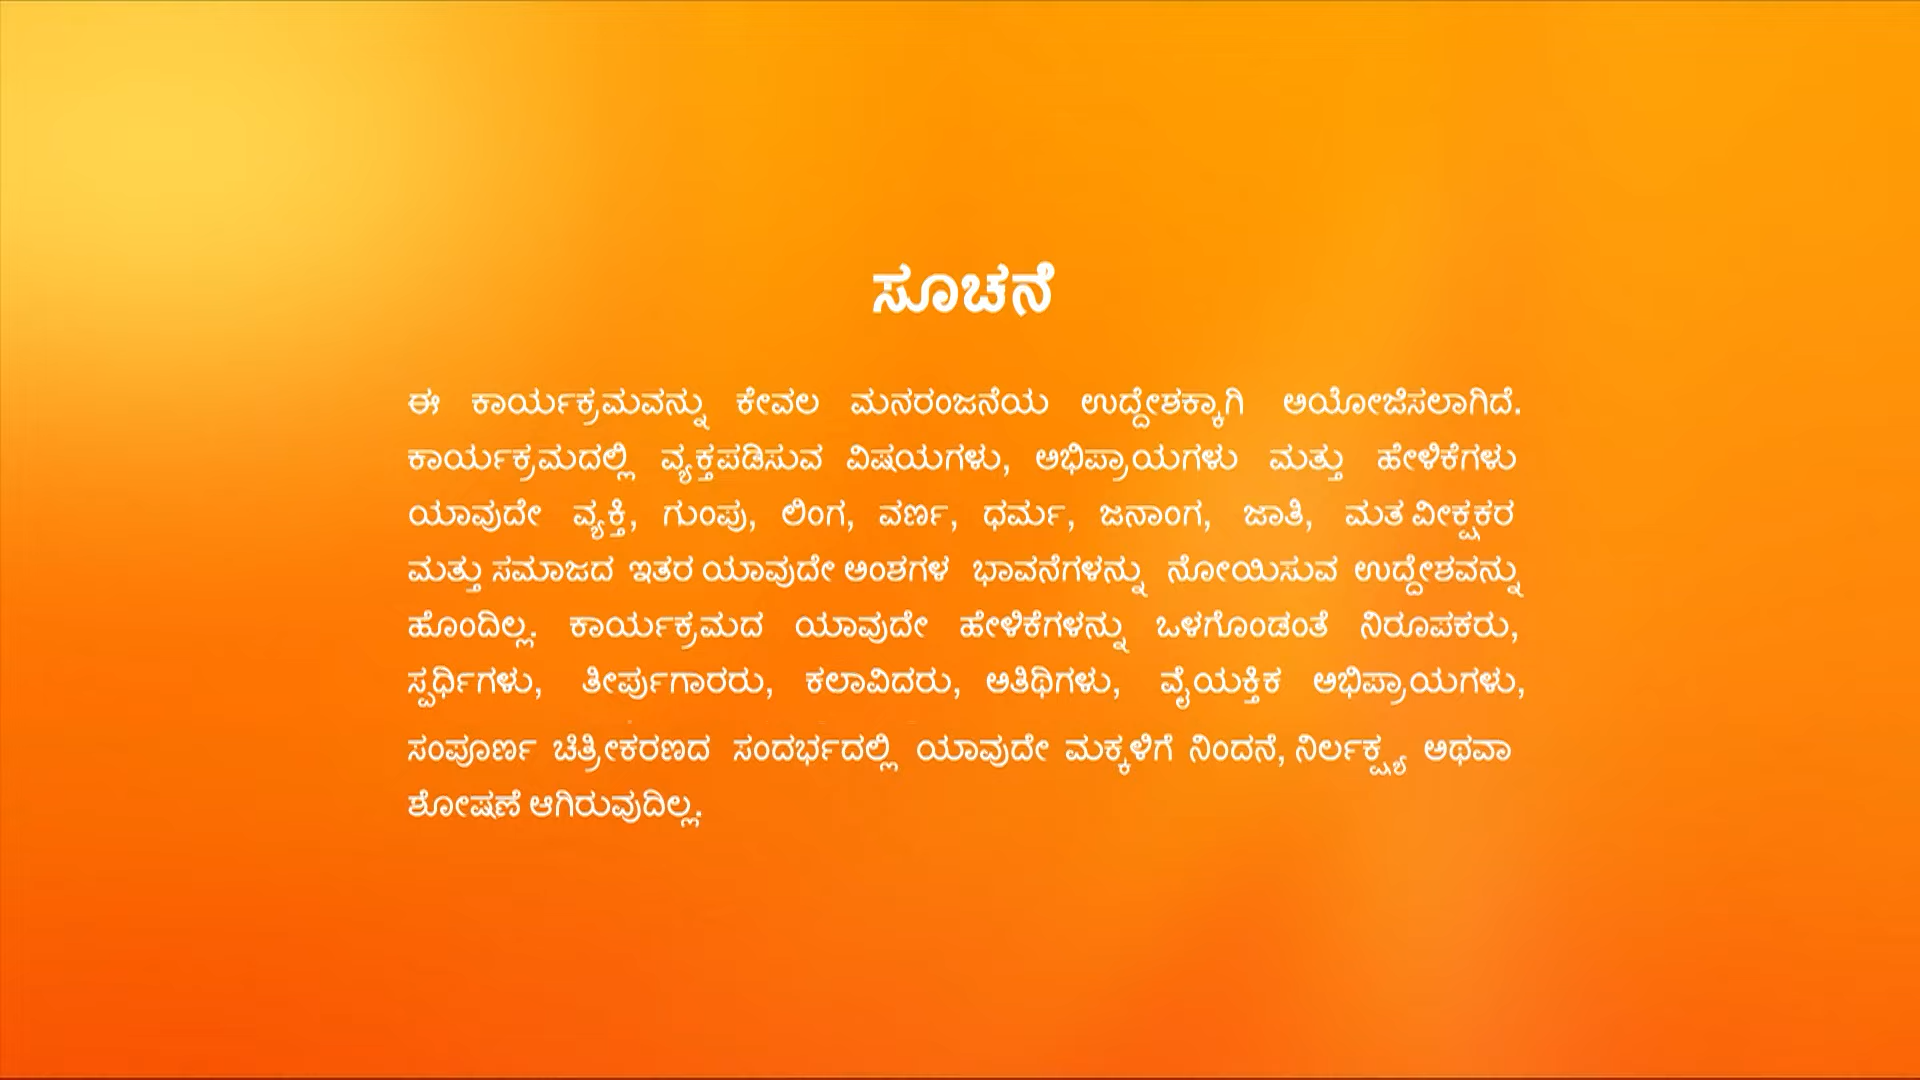 ಸೂಚನೆ
ಈ ಕಾರ್ಯಕ್ರಮವನ್ನು ಕೇವಲ ಮನರಂಜನೆಯ ಉದ್ದೇಶಕ್ಕಾಗಿ ಅಯೋಜಿಸಲಾಗಿದೆ.
ಕಾರ್ಯಕ್ರಮದಲ್ಲಿ ವ್ಯಕ್ತಪಡಿಸುವ ವಿಷಯಗಳು, ಅಭಿಪ್ರಾಯಗಳು ಮತ್ತು ಹೇಳಿಕೆಗಳು
ಯಾವುದೇ ವ್ಯಕ್ತಿ, ಗುಂಪು, ಲಿಂಗ, ವರ್ಣ, ಧರ್ಮ, ಜನಾಂಗ, ಜಾತಿ, ಮತ ವೀಕ್ಷಕರ
ಮತ್ತು ಸಮಾಜದ ಇತರ ಯಾವುದೇ ಅಂಶಗಳ ಭಾವನೆಗಳನ್ನು ನೋಯಿಸುವ ಉದ್ದೇಶವನ್ನು
ಹೊಂದಿಲ್ಲ. ಕಾರ್ಯಕ್ರಮದ ಯಾವುದೇ ಹೇಳಿಕೆಗಳನ್ನು ಒಳಗೊಂಡಂತೆ ನಿರೂಪಕರು,
ಸ್ಪರ್ಧಿಗಳು, ತೀರ್ಪುಗಾರರು, ಕಲಾವಿದರು, ಅತಿಥಿಗಳು, ವೈಯಕ್ತಿಕ ಅಭಿಪ್ರಾಯಗಳು,
ಸಂಪೂರ್ಣ ಚಿತ್ರೀಕರಣದ ಸಂದರ್ಭದಲ್ಲಿ ಯಾವುದೇ ಮಕ್ಕಳಿಗೆ ನಿಂದನೆ, ನಿರ್ಲಕ್ಷ್ಯ ಅಥವಾ
ಶೋಷಣೆ ಆಗಿರುವುದಿಲ್ಲ.